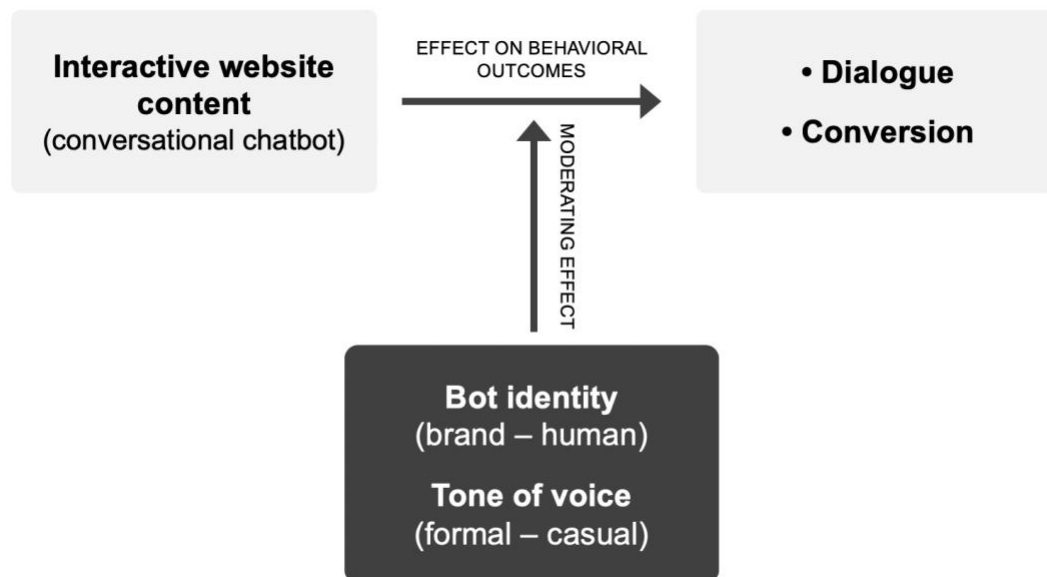 Interactive website
content
(conversational chatbot)
EFFECT ON BEHAVIORAL
OUTCOMES
• Dialogue
• Conversion
MODERATING EFFECT
Bot identity
(brand – human)
Tone of voice
(formal – casual)